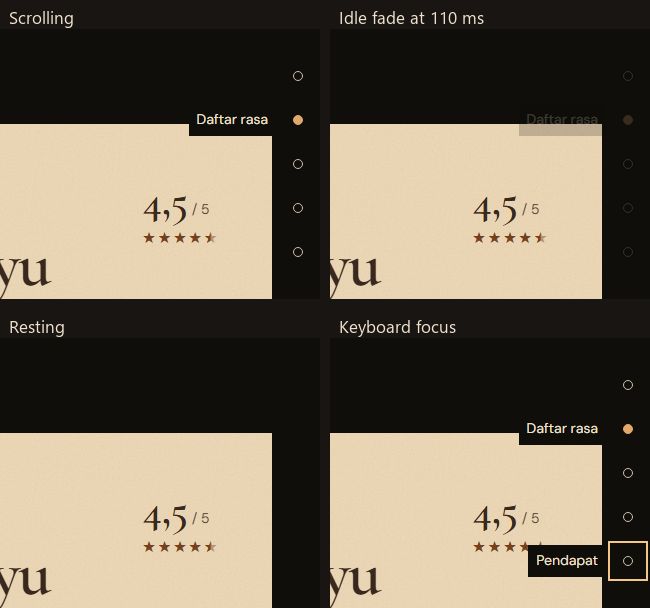 Scrolling
Daftar rasa
4,5 / 5
yu
Idle fade at 110 ms
Daftar rasa
4,5 / 5
yu
Resting
4,5 / 5
yu
Keyboard focus
Daftar rasa
4,5 / 5
Pendapat
yu